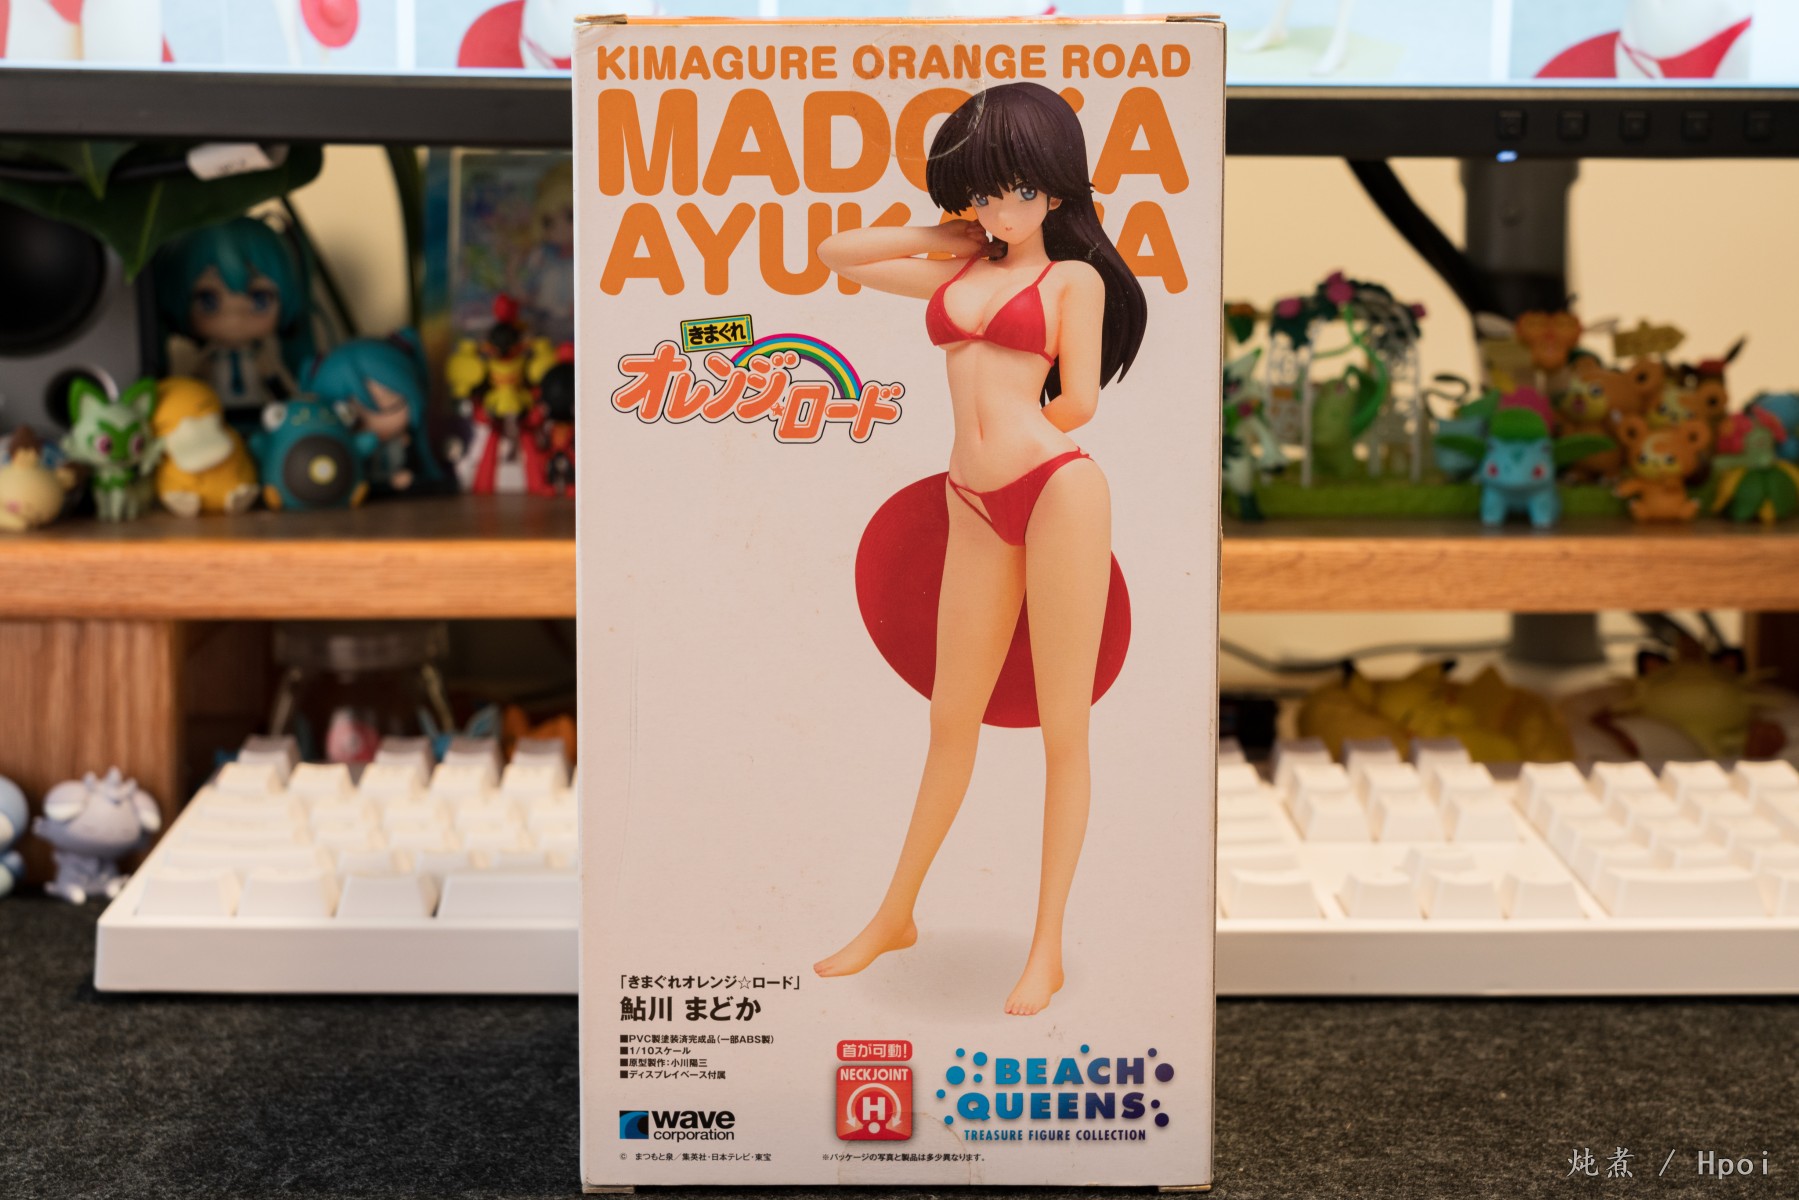 KIMAGURE ORANGE ROAD
MADOKA
AYUKAWA
きまぐれ
オレンジ☆ロード
「きまぐれオレンジ☆ロード」
鮎川 まどか
■PVC製塗装済完成品(一部ABS製)
■1/10スケール
■原型製作:小川陽三
■ディスプレイベース付属
首が可動!
NECK JOINT
H
BEACH
QUEENS
TREASURE FIGURE COLLECTION
wave
corporation
© まつもと泉/集英社・日本テレビ・東宝
※パッケージの写真と製品は多少異なります。
炖煮 / Hpoi